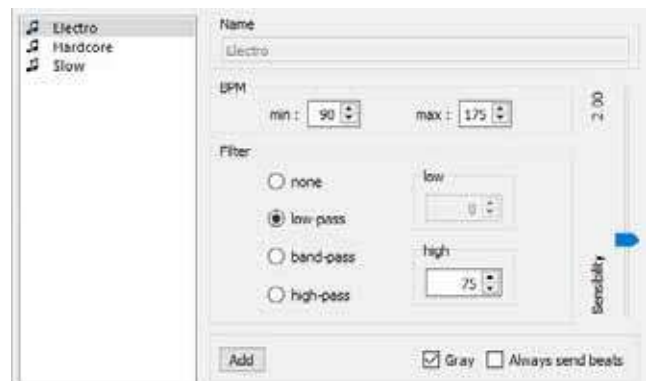 Electro
Hardcore
Slow
Name
Electro
BPM
min : 90
max : 175
2.00
Filter
none
low-pass
band-pass
high-pass
low
0
high
75
Sensibility
Add
Gray
Always send beats